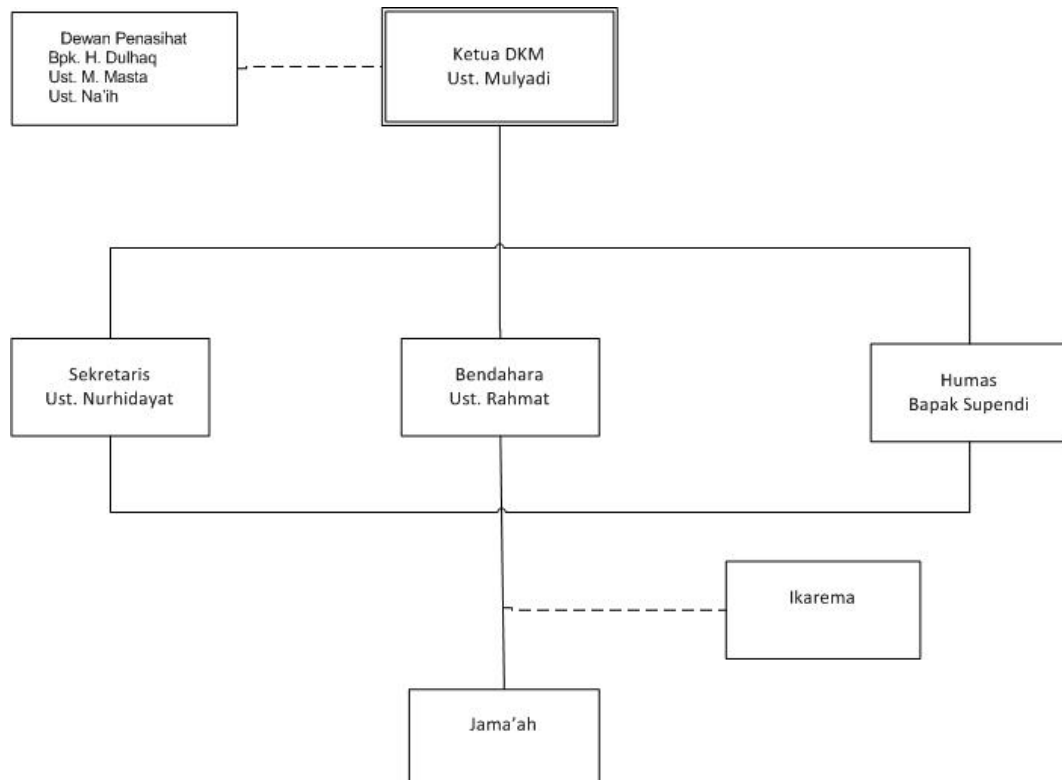 Dewan Penasihat
Bpk. H. Dulhaq
Ust. M. Masta
Ust. Na'ih
Ketua DKM
Ust. Mulyadi
Sekretaris
Ust. Nurhidayat
Bendahara
Ust. Rahmat
Humas
Bapak Supendi
Ikarema
Jama'ah